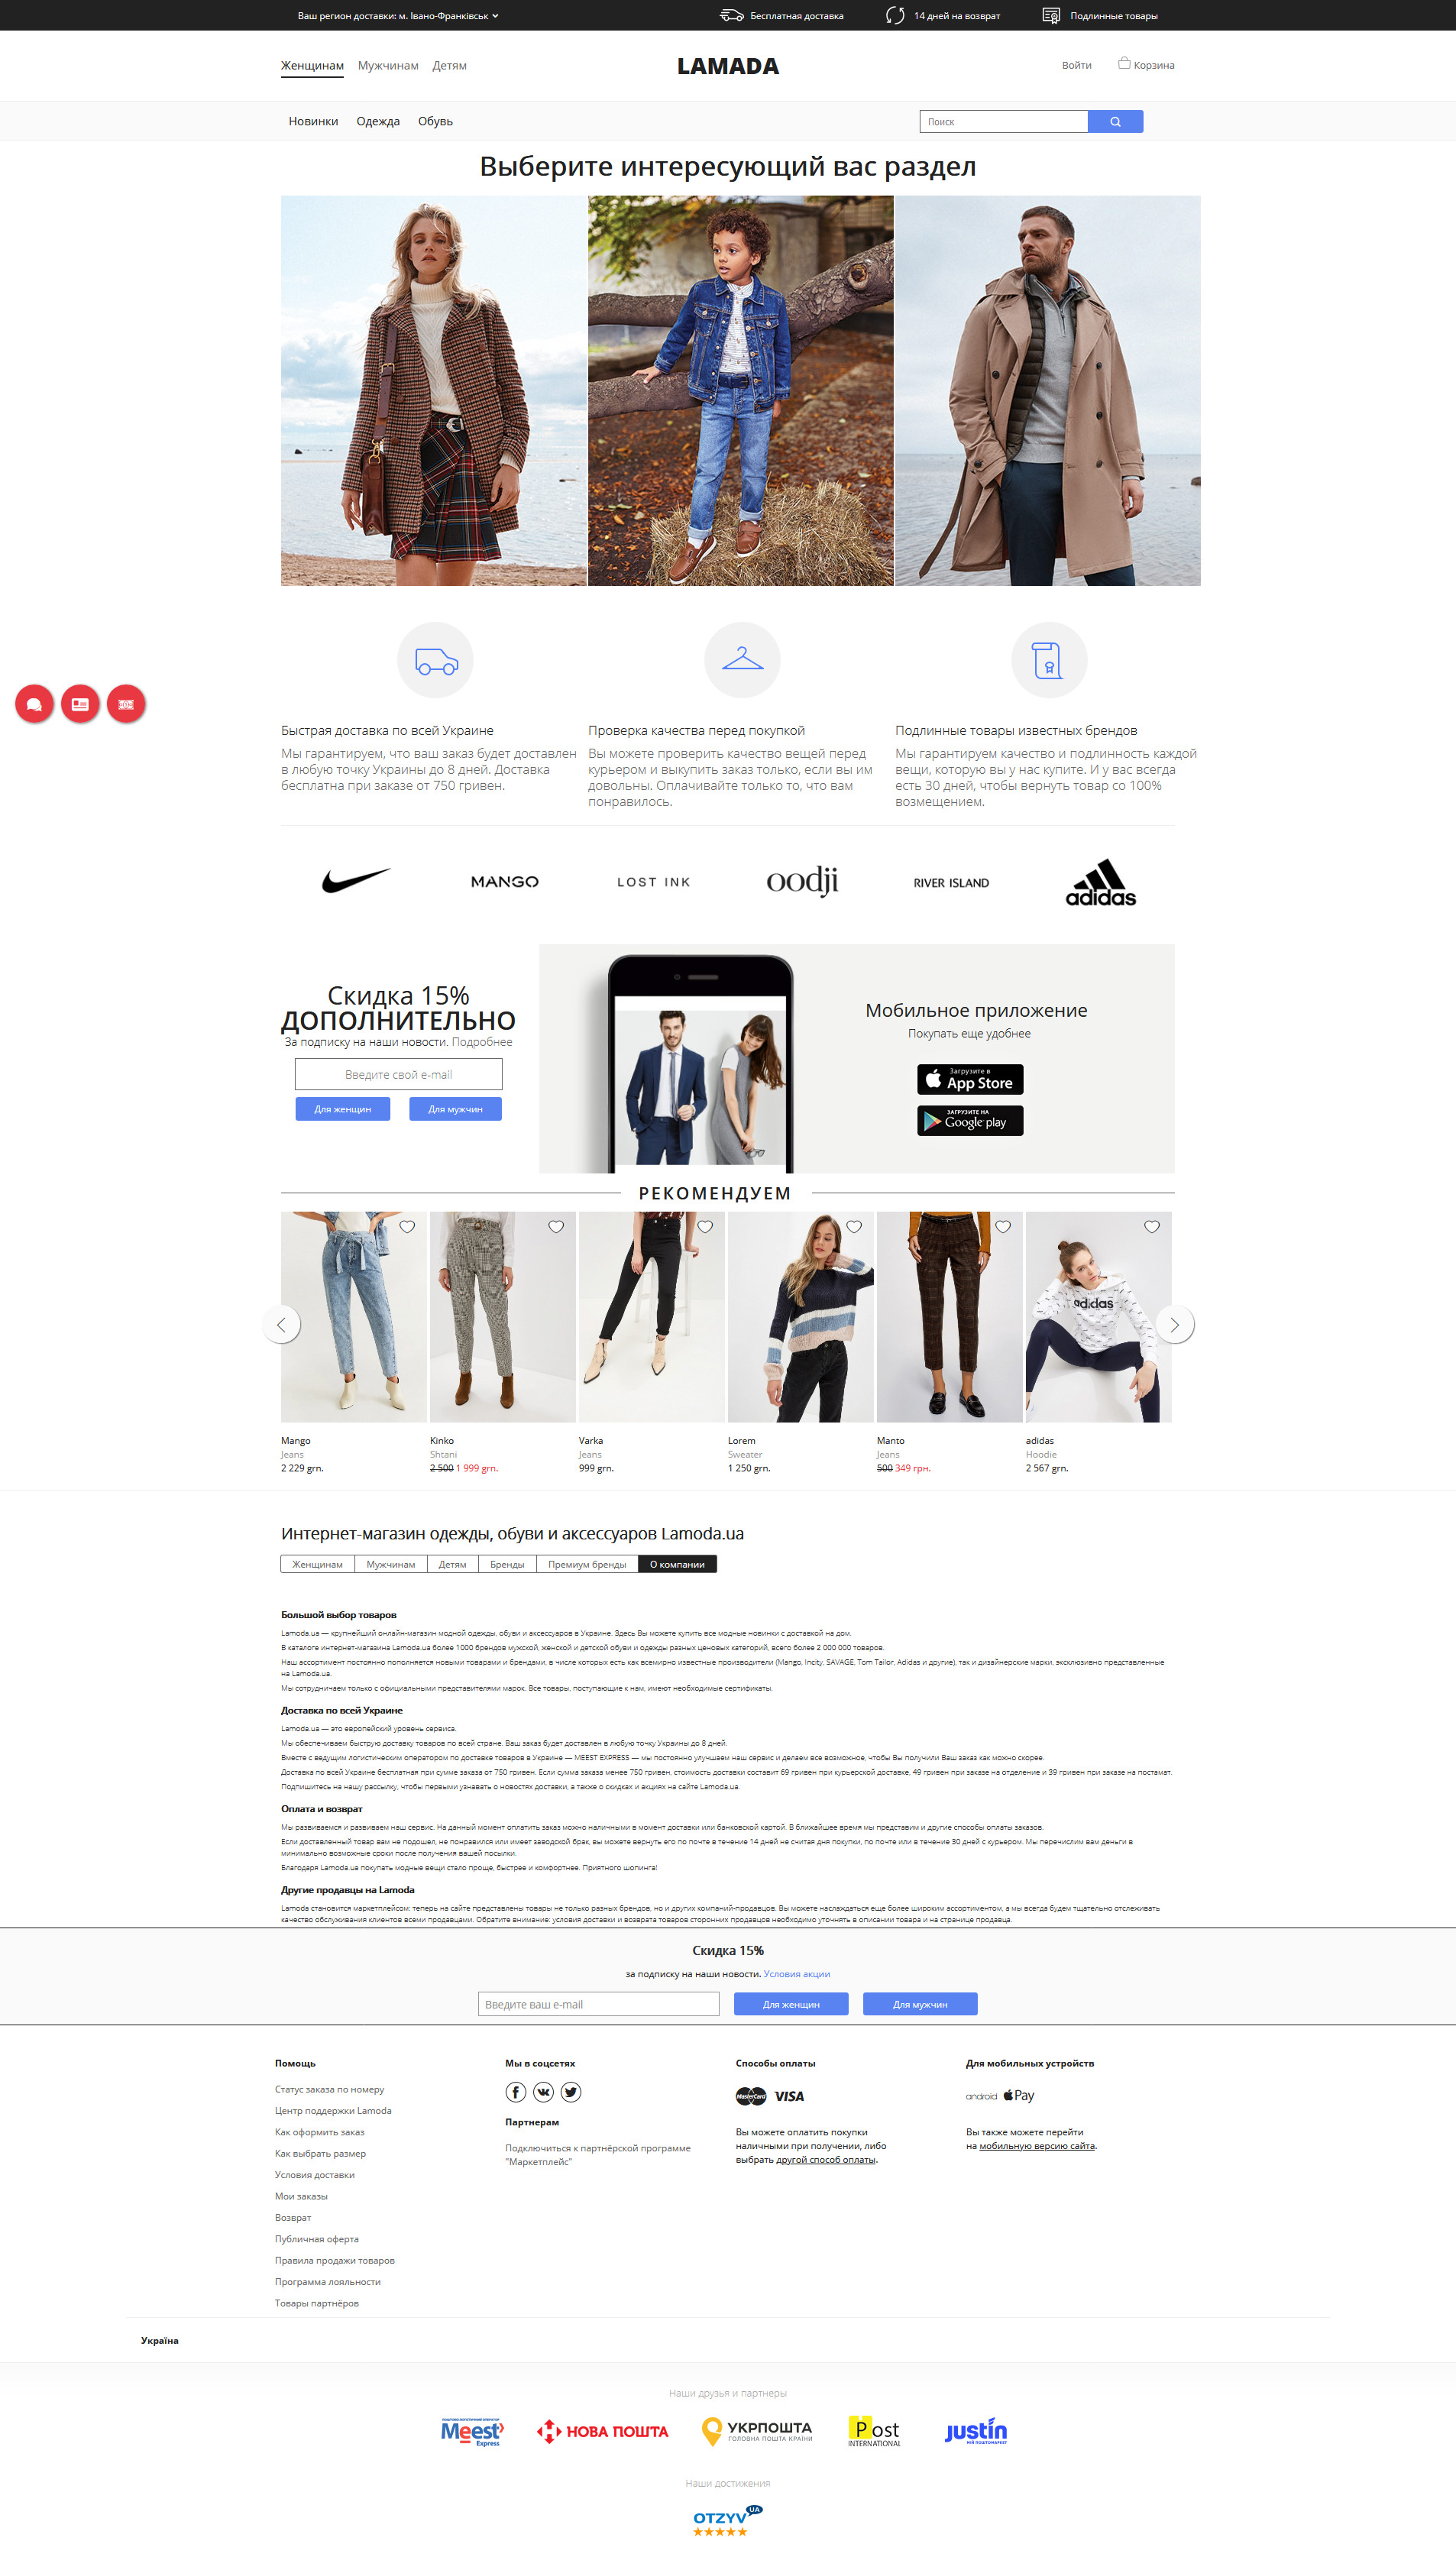 Ваш регион доставки: м. Івано-Франківськ
Бесплатная доставка
14 дней на возврат
Подлинные товары
Женщинам Мужчинам Детям
LAMADA
Войти Корзина
Новинки Одежда Обувь
Поиск
Выберите интересующий вас раздел
Быстрая доставка по всей Украине
Мы гарантируем, что ваш заказ будет доставлен
в любую точку Украины до 8 дней. Доставка
бесплатна при заказе от 750 гривен.
Проверка качества перед покупкой
Вы можете проверить качество вещей перед
курьером и выкупить заказ только, если вы им
довольны. Оплачивайте только то, что вам
понравилось.
Подлинные товары известных брендов
Мы гарантируем качество и подлинность каждой
вещи, которую вы у нас купите. И у вас всегда
есть 30 дней, чтобы вернуть товар со 100%
возмещением.
MANGO
LOST INK
oodji
RIVER ISLAND
adidas
Скидка 15%
ДОПОЛНИТЕЛЬНО
За подписку на наши новости. Подробнее
Введите свой e-mail
Для женщин Для мужчин
Мобильное приложение
Покупать еще удобнее
Загрузите в
App Store
ЗАГРУЗИТЕ НА
Google play
РЕКОМЕНДУЕМ
adidas
Mango
Jeans
2 229 grn.
Kinko
Shtani
2 500 1 999 grn.
Varka
Jeans
999 grn.
Lorem
Sweater
1 250 grn.
Manto
Jeans
500 349 грн.
adidas
Hoodie
2 567 grn.
Интернет-магазин одежды, обуви и аксессуаров Lamoda.ua
Женщинам Мужчинам Детям Бренды Премиум бренды О компании
Большой выбор товаров
Lamoda.ua — крупнейший онлайн-магазин модной одежды, обуви и аксессуаров в Украине. Здесь Вы можете купить все модные новинки с доставкой на дом.
В каталоге интернет-магазина Lamoda.ua более 1000 брендов мужской, женской и детской обуви и одежды разных ценовых категорий, всего более 2 000 000 товаров.
Наш ассортимент постоянно пополняется новыми товарами и брендами, в числе которых есть как всемирно известные производители (Mango, Incity, SAVAGE, Tom Tailor, Adidas и другие), так и дизайнерские марки, эксклюзивно представленные
на Lamoda.ua.
Мы сотрудничаем только с официальными представителями марок. Все товары, поступающие к нам, имеют необходимые сертификаты.
Доставка по всей Украине
Lamoda.ua — это европейский уровень сервиса.
Мы обеспечиваем быструю доставку товаров по всей стране. Ваш заказ будет доставлен в любую точку Украины до 8 дней.
Вместе с ведущим логистическим оператором по доставке товаров в Украине — MEEST EXPRESS — мы постоянно улучшаем наш сервис и делаем все возможное, чтобы Вы получили Ваш заказ как можно скорее.
Доставка по всей Украине бесплатная при сумме заказа от 750 гривен. Если сумма заказа менее 750 гривен, стоимость доставки составит 69 гривен при курьерской доставке, 49 гривен при заказе на отделение и 39 гривен при заказе на постамат.
Подпишитесь на нашу рассылку, чтобы первыми узнавать о новостях доставки, а также о скидках и акциях на сайте Lamoda.ua.
Оплата и возврат
Мы развиваемся и развиваем наш сервис. На данный момент оплатить заказ можно наличными в момент доставки или банковской картой. В ближайшее время мы представим и другие способы оплаты заказов.
Если доставленный товар вам не подошел, не понравился или имеет заводской брак, вы можете вернуть его по почте в течение 14 дней не считая дня покупки, по почте или в течение 30 дней с курьером. Мы перечислим вам деньги в
минимально возможные сроки после получения вашей посылки.
Благодаря Lamoda.ua покупать модные вещи стало проще, быстрее и комфортнее. Приятного шопинга!
Другие продавцы на Lamoda
Lamoda становится маркетплейсом: теперь на сайте представлены товары не только разных брендов, но и других компаний-продавцов. Вы можете наслаждаться еще более широким ассортиментом, а мы всегда будем тщательно отслеживать
качество обслуживания клиентов всеми продавцами. Обратите внимание: условия доставки и возврата товаров сторонних продавцов необходимо уточнять в описании товара и на странице продавца.
Скидка 15%
за подписку на наши новости. Условия акции
Введите ваш e-mail
Для женщин Для мужчин
Помощь
Статус заказа по номеру
Центр поддержки Lamoda
Как оформить заказ
Как выбрать размер
Условия доставки
Мои заказы
Возврат
Публичная оферта
Правила продажи товаров
Программа лояльности
Товары партнёров
Мы в соцсетях
Партнерам
Подключиться к партнёрской программе
"Маркетплейс"
Способы оплаты
MasterCard VISA
Вы можете оплатить покупки
наличными при получении, либо
выбрать другой способ оплаты.
Для мобильных устройств
android Pay
Вы также можете перейти
на мобильную версию сайта.
Україна
Наши друзья и партнеры
Meest
Express
НОВА ПОШТА
УКРПОШТА
ГОЛОВНА ПОШТА КРАЇНИ
Post
INTERNATIONAL
justin
Наши достижения
OTZYV UA